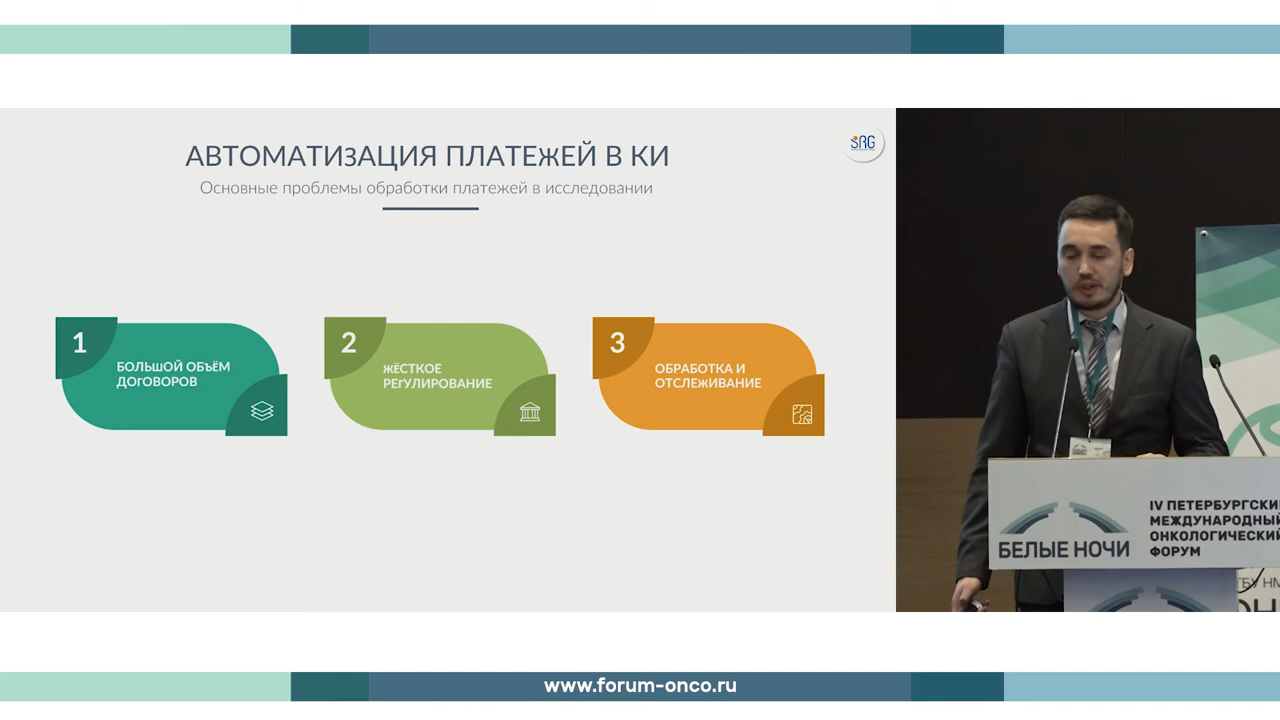 АВТОМАТИЗАЦИЯ ПЛАТЕЖЕЙ В КИ
Основные проблемы обработки платежей в исследовании
SRG
1
БОЛЬШОЙ ОБЪЁМ
ДОГОВОРОВ
2
ЖЁСТКОЕ
РЕГУЛИРОВАНИЕ
3
ОБРАБОТКА И
ОТСЛЕЖИВАНИЕ
БЕЛЫЕ НОЧИ
IV ПЕТЕРБУРГСКИ
МЕЖДУНАРОДНЫЙ
ОНКОЛОГИЧЕСКИЙ
ФОРУМ
www.forum-onco.ru